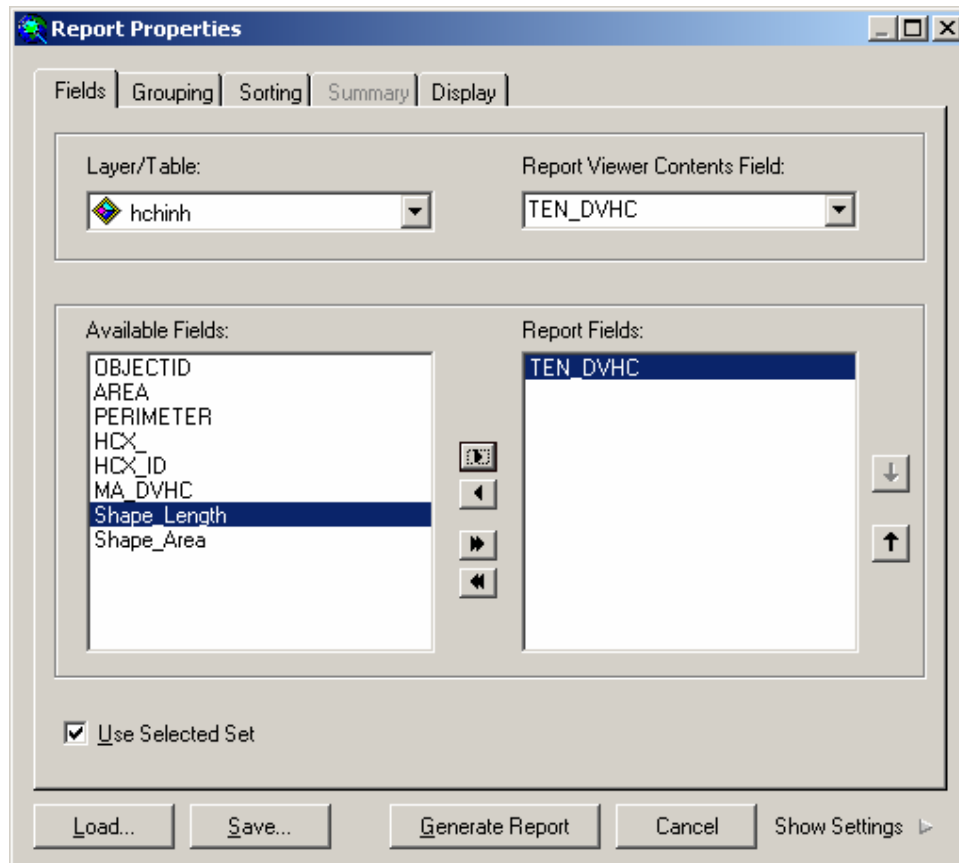 Report Properties
Fields Grouping Sorting Summary Display
Layer/Table:
Report Viewer Contents Field:
hchinh
TEN_DVHC
Available Fields:
Report Fields:
OBJECTID
AREA
PERIMETER
HCX_
HCX_ID
MA_DVHC
Shape_Length
Shape_Area
TEN_DVHC
Use Selected Set
Load... Save... Generate Report Cancel Show Settings